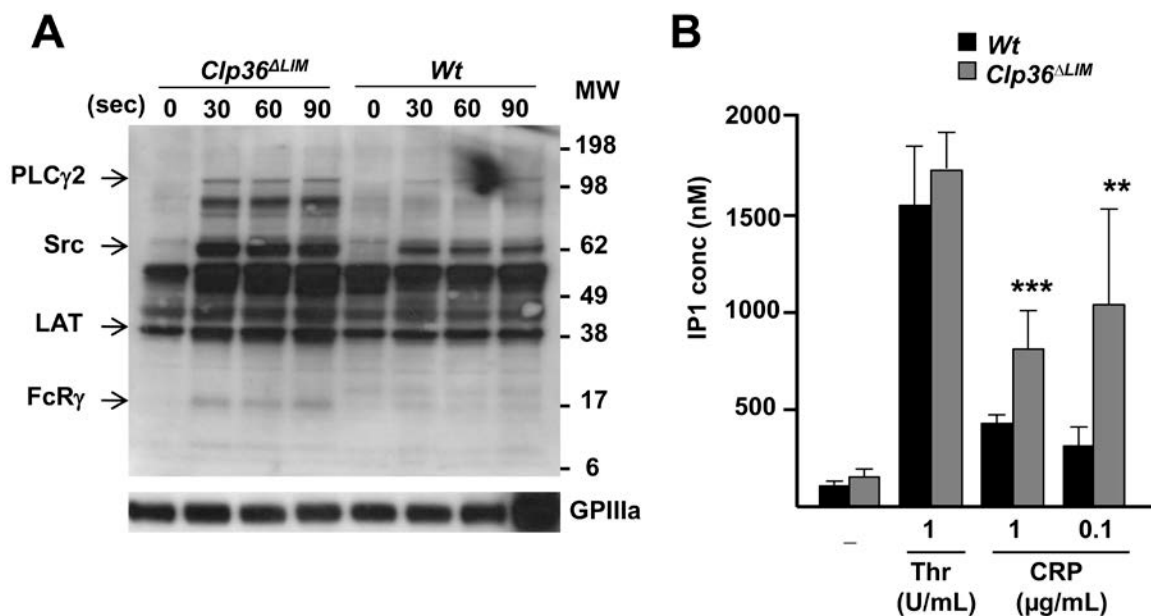 A
Clp36ΔLIM Wt
(sec) 0 30 60 90 0 30 60 90 MW
PLCγ2
Src
LAT
FcRγ
198
98
62
49
38
17
6
GPIIIa
B
Wt
Clp36ΔLIM
IP1 conc (nM)
2000
1500
1000
500
***
**
– 1 1 0.1
Thr CRP
(U/mL) (µg/mL)